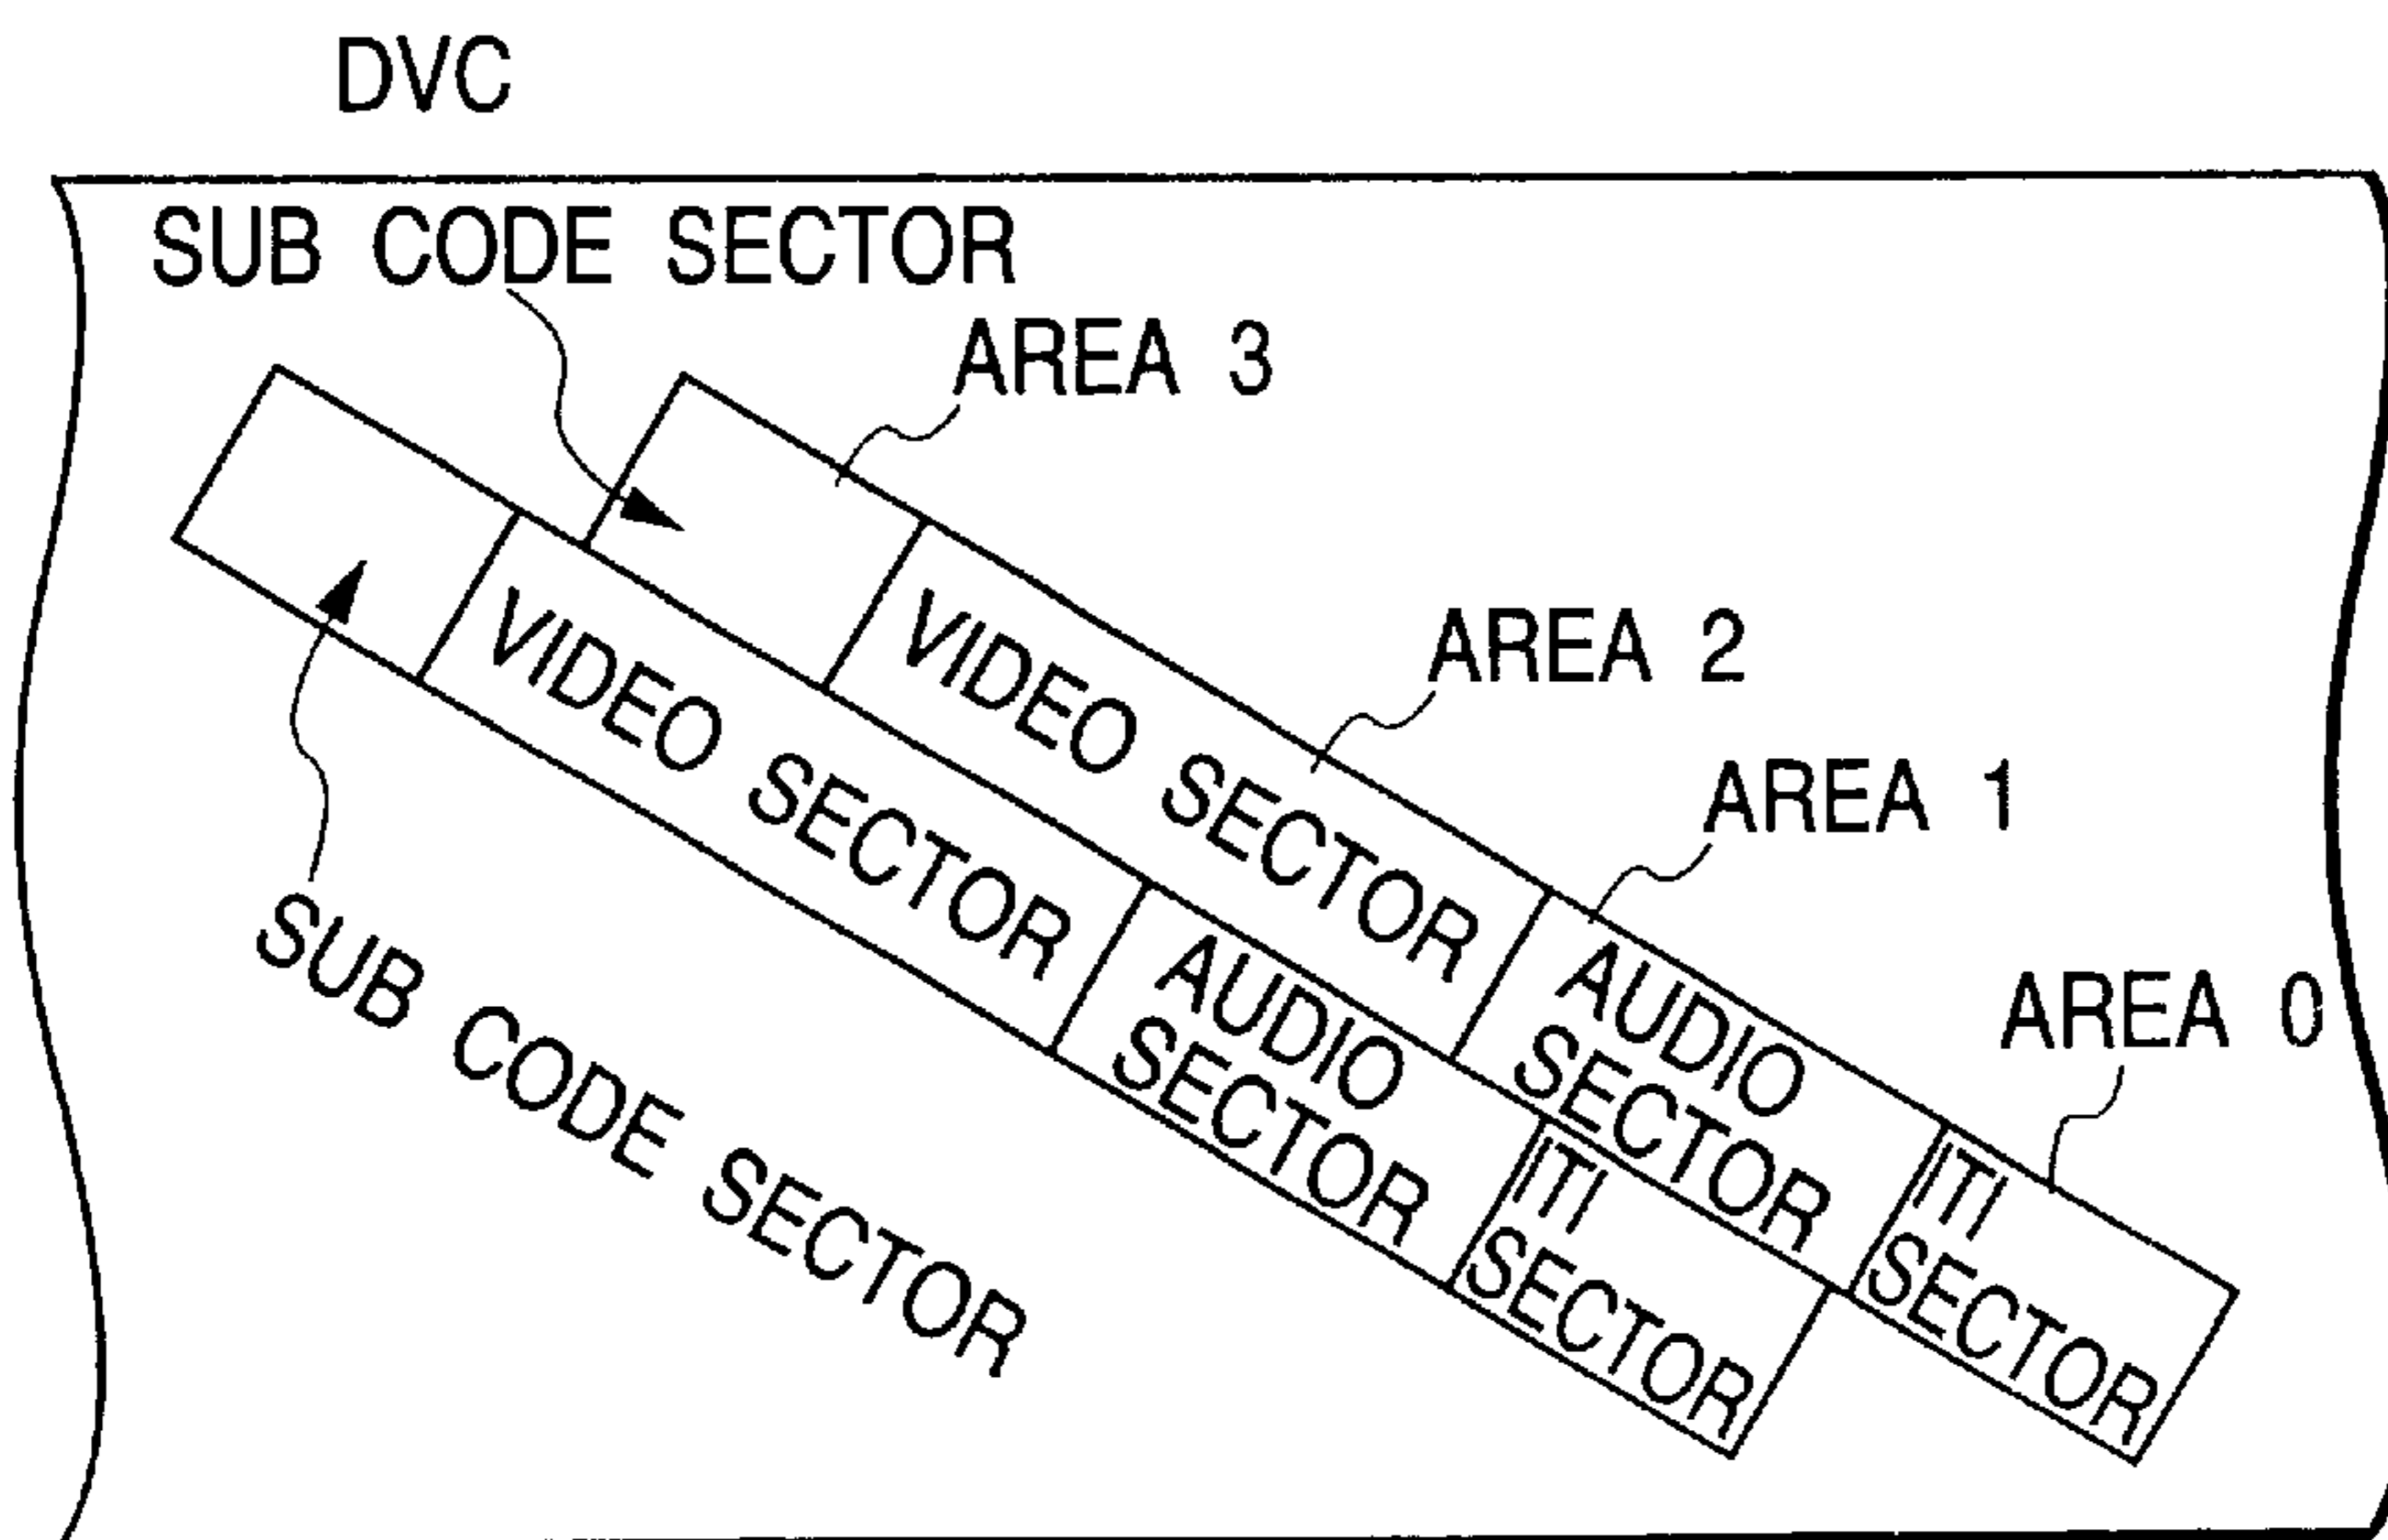 DVC
SUB CODE SECTOR
AREA 3
AREA 2
AREA 1
AREA 0
VIDEO SECTOR
AUDIO
SECTOR
ITI
SECTOR
VIDEO SECTOR
AUDIO
SECTOR
ITI
SECTOR
SUB CODE SECTOR